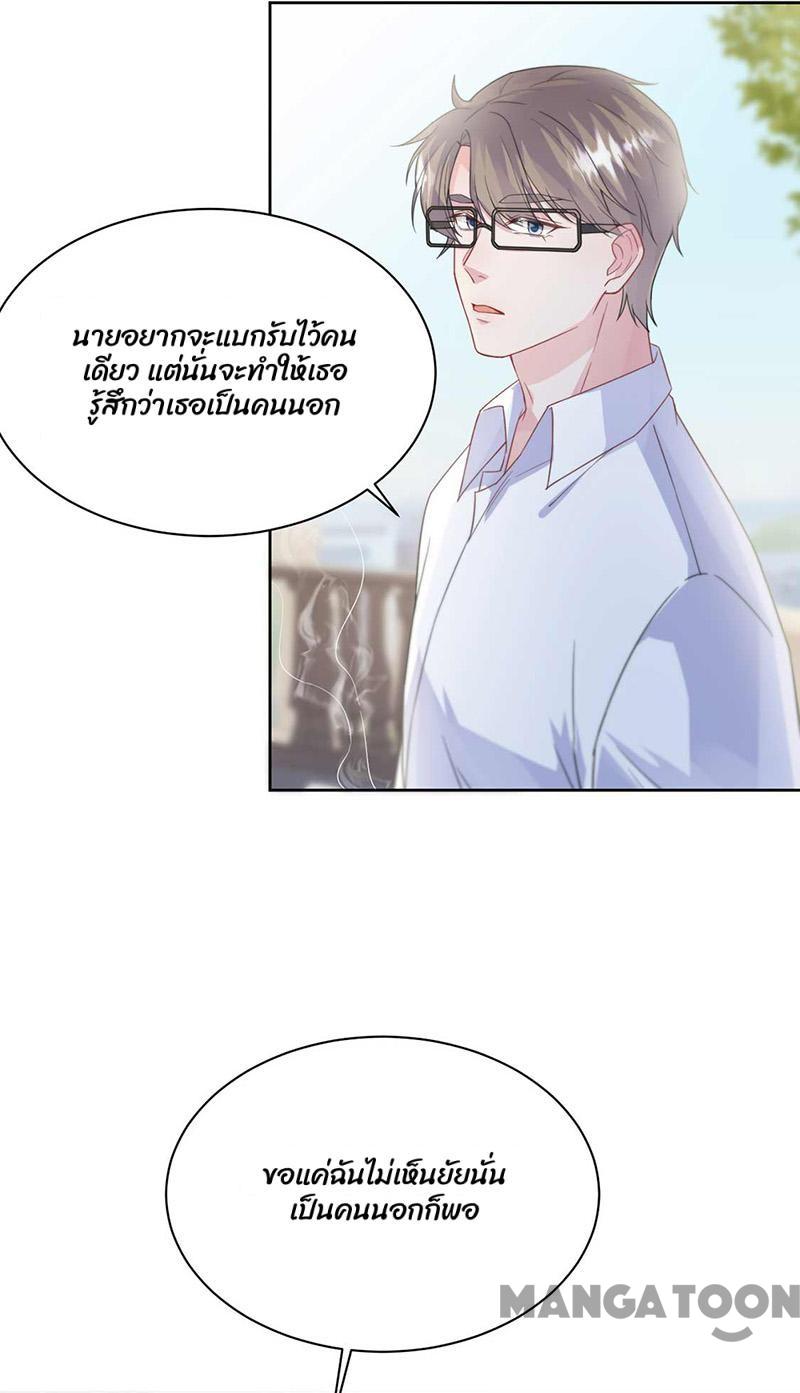 นายอยากจะแบกรับไว้คน
เดียว แต่นั่นจะทำให้เธอ
รู้สึกว่าเธอเป็นคนนอก
ขอแค่ฉันไม่เห็นยัยนั่น
เป็นคนนอกก็พอ
MANGATOON